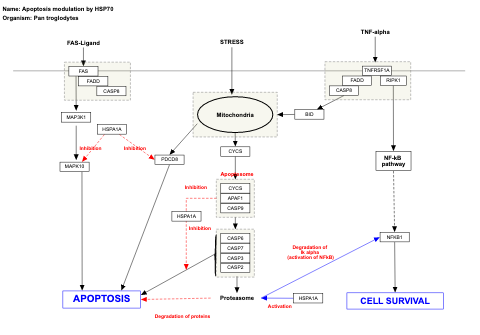 Name: Apoptosis modulation by HSP70
Organism: Pan troglodytes
FAS-Ligand
STRESS
TNF-alpha
FAS
FADD
CASP8
TNFRSF1A
FADD
RIPK1
CASP8
MAP3K1
HSPA1A
Mitochondria
BID
Inhibition
Inhibition
MAPK10
PDCD8
CYCS
NF-kB
pathway
Apoptosome
Inhibition
CYCS
APAF1
CASP9
HSPA1A
Inhibition
CASP6
CASP7
CASP3
CASP2
NFKB1
Degradation of
Ik alpha
(activation of NFkB)
APOPTOSIS
Proteasome
HSPA1A
Activation
CELL SURVIVAL
Degradation of proteins